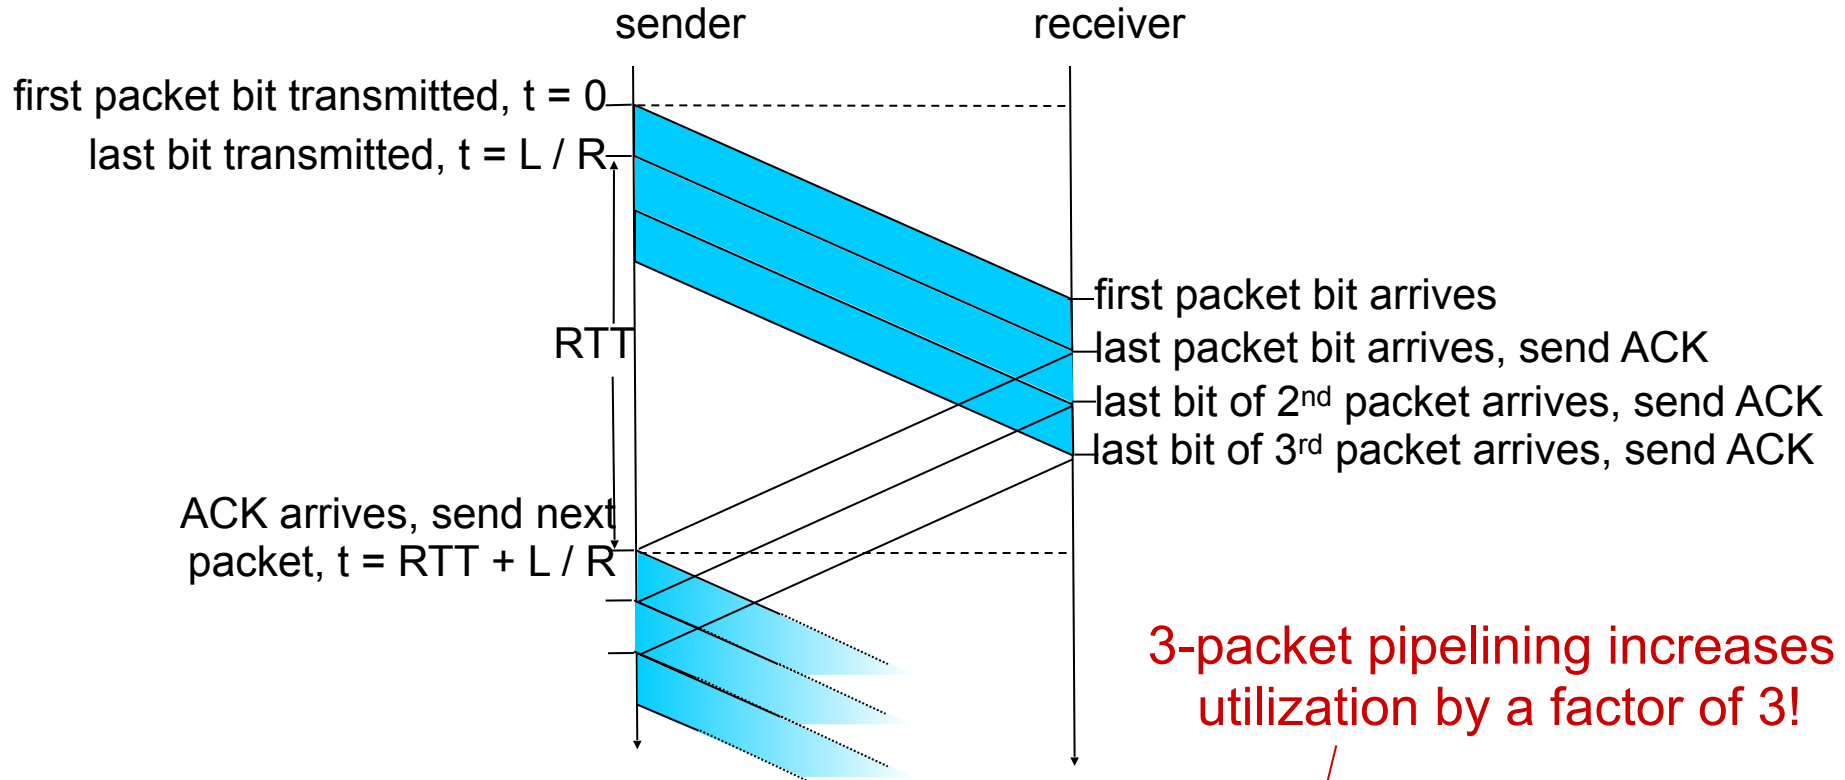 sender
receiver
first packet bit transmitted, t = 0
last bit transmitted, t = L / R
first packet bit arrives
RTT
last packet bit arrives, send ACK
last bit of 2nd packet arrives, send ACK
last bit of 3rd packet arrives, send ACK
ACK arrives, send next
packet, t = RTT + L / R
3-packet pipelining increases
utilization by a factor of 3!